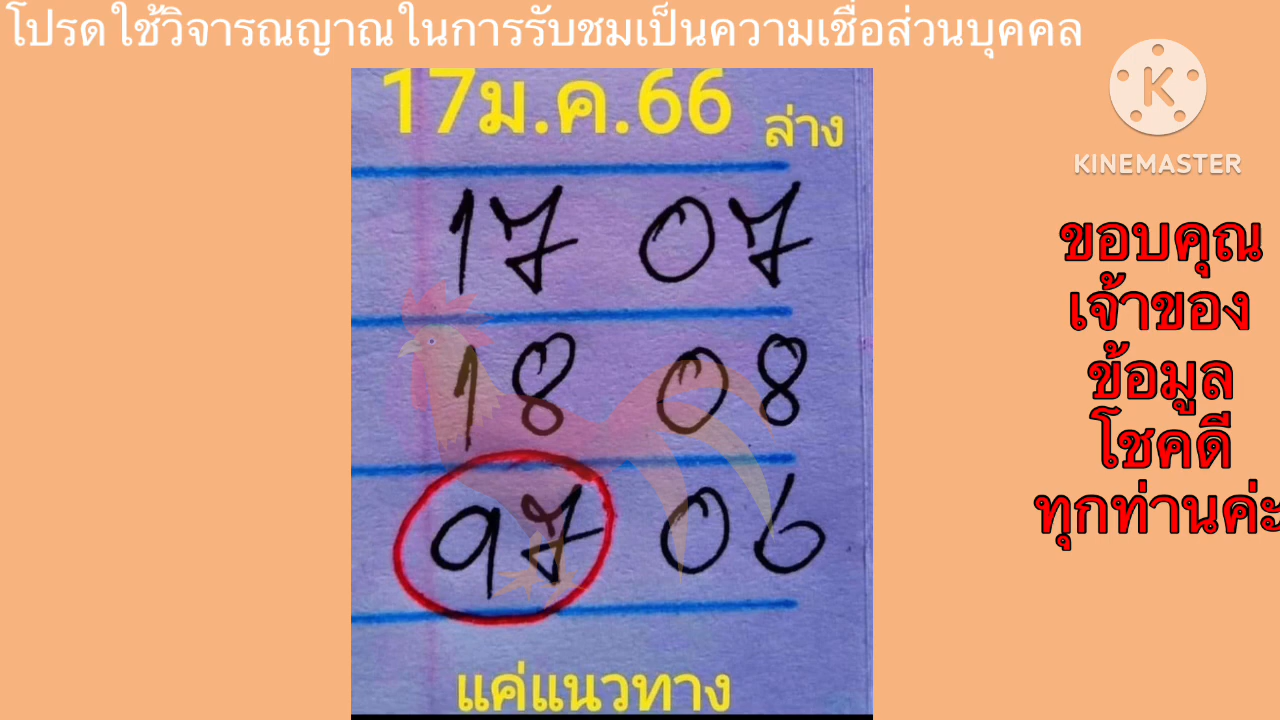 โปรดใช้วิจารณญาณในการรับชมเป็นความเชื่อส่วนบุคคล
17ม.ค.66 ล่าง
17 07
18 08
97 06
แค่แนวทาง
K
KINEMASTER
ขอบคุณ
เจ้าของ
ข้อมูล
โชคดี
ทุกท่านค่ะ